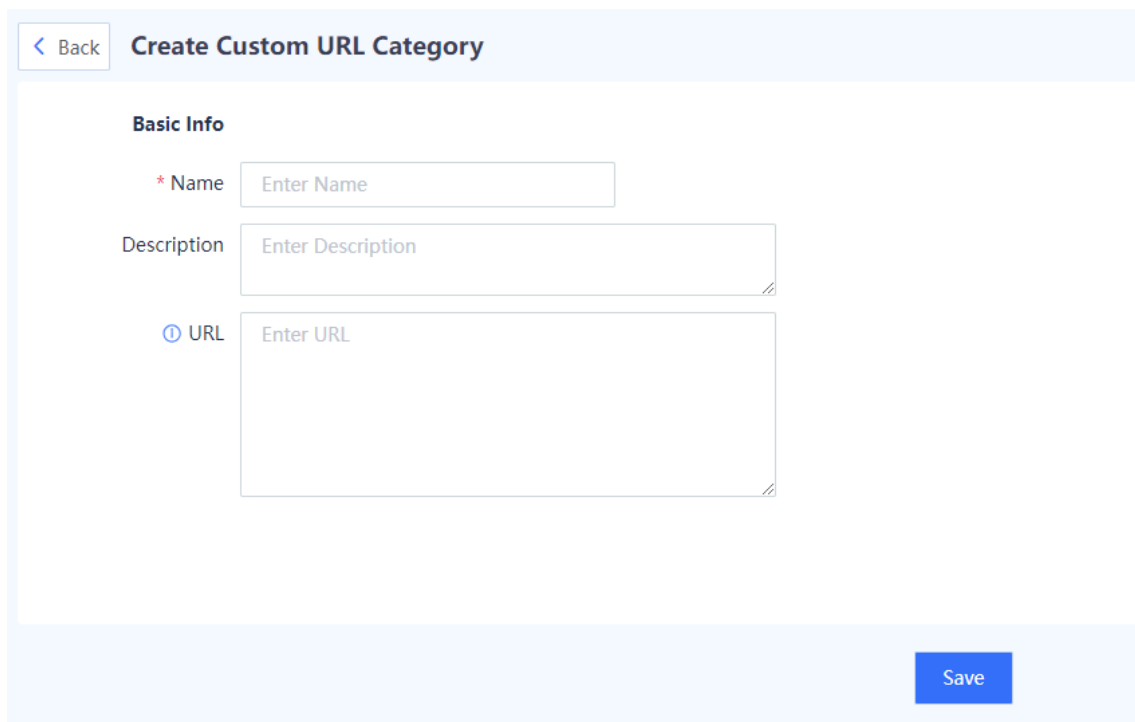 Back Create Custom URL Category
Basic Info
* Name Enter Name
Description Enter Description
URL Enter URL
Save